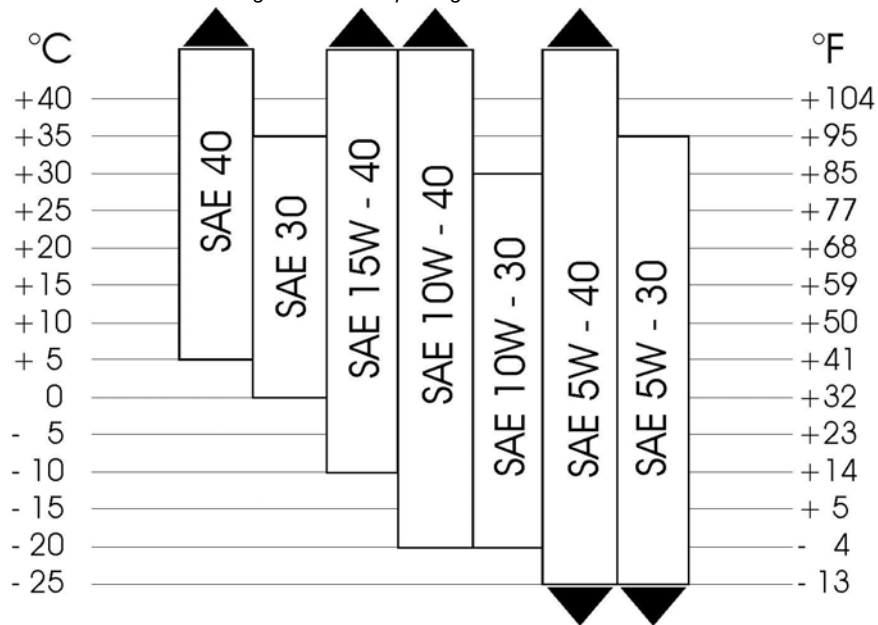 °C °F
+40 +104
+35 +95
+30 +85
+25 +77
+20 +68
+15 +59
+10 +50
+ 5 +41
0 +32
- 5 +23
- 10 +14
- 15 + 5
- 20 - 4
- 25 - 13
SAE 40
SAE 30
SAE 15W - 40
SAE 10W - 40
SAE 10W - 30
SAE 5W - 40
SAE 5W - 30